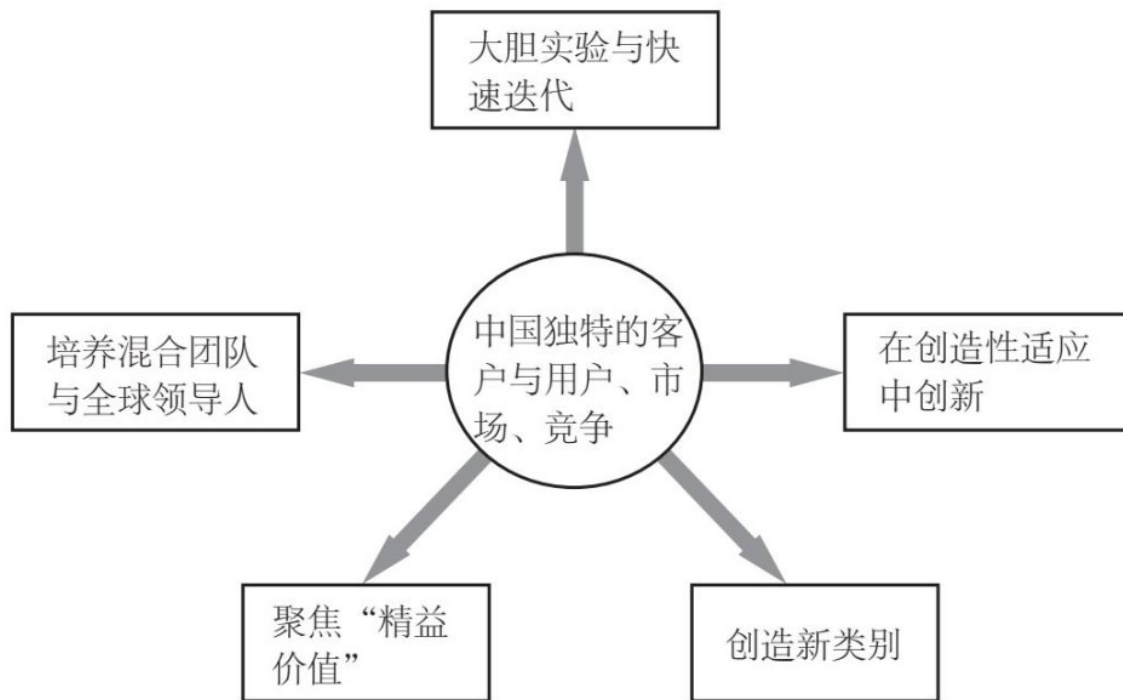 大胆实验与快
速迭代
培养混合团队
与全球领导人
中国独特的客
户与用户、市
场、竞争
在创造性适应
中创新
聚焦“精益
价值”
创造新类别